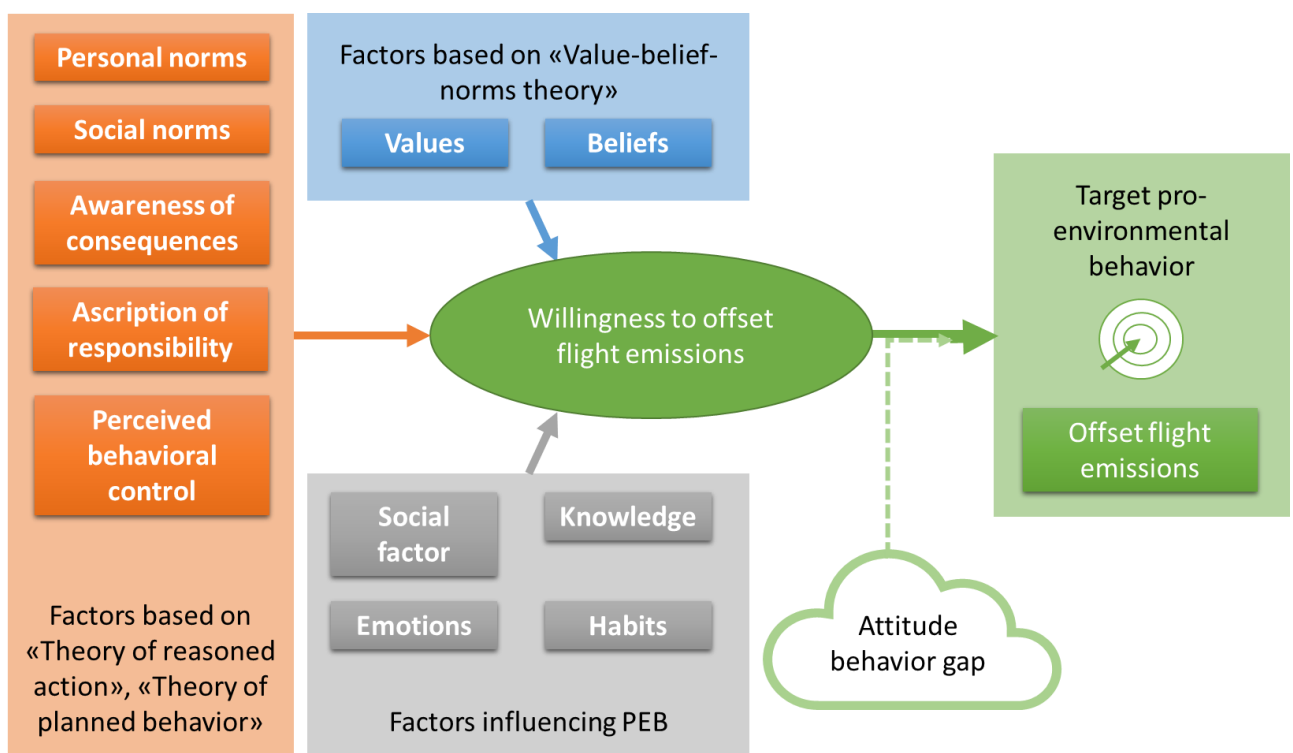 Personal norms
Social norms
Awareness of
consequences
Ascription of
responsibility
Perceived
behavioral
control
Factors based on
«Theory of reasoned
action», «Theory of
planned behavior»
Factors based on «Value-belief-
norms theory»
Values
Beliefs
Willingness to offset
flight emissions
Social
factor
Knowledge
Emotions
Habits
Factors influencing PEB
Attitude
behavior gap
Target pro-
environmental
behavior
Offset flight
emissions